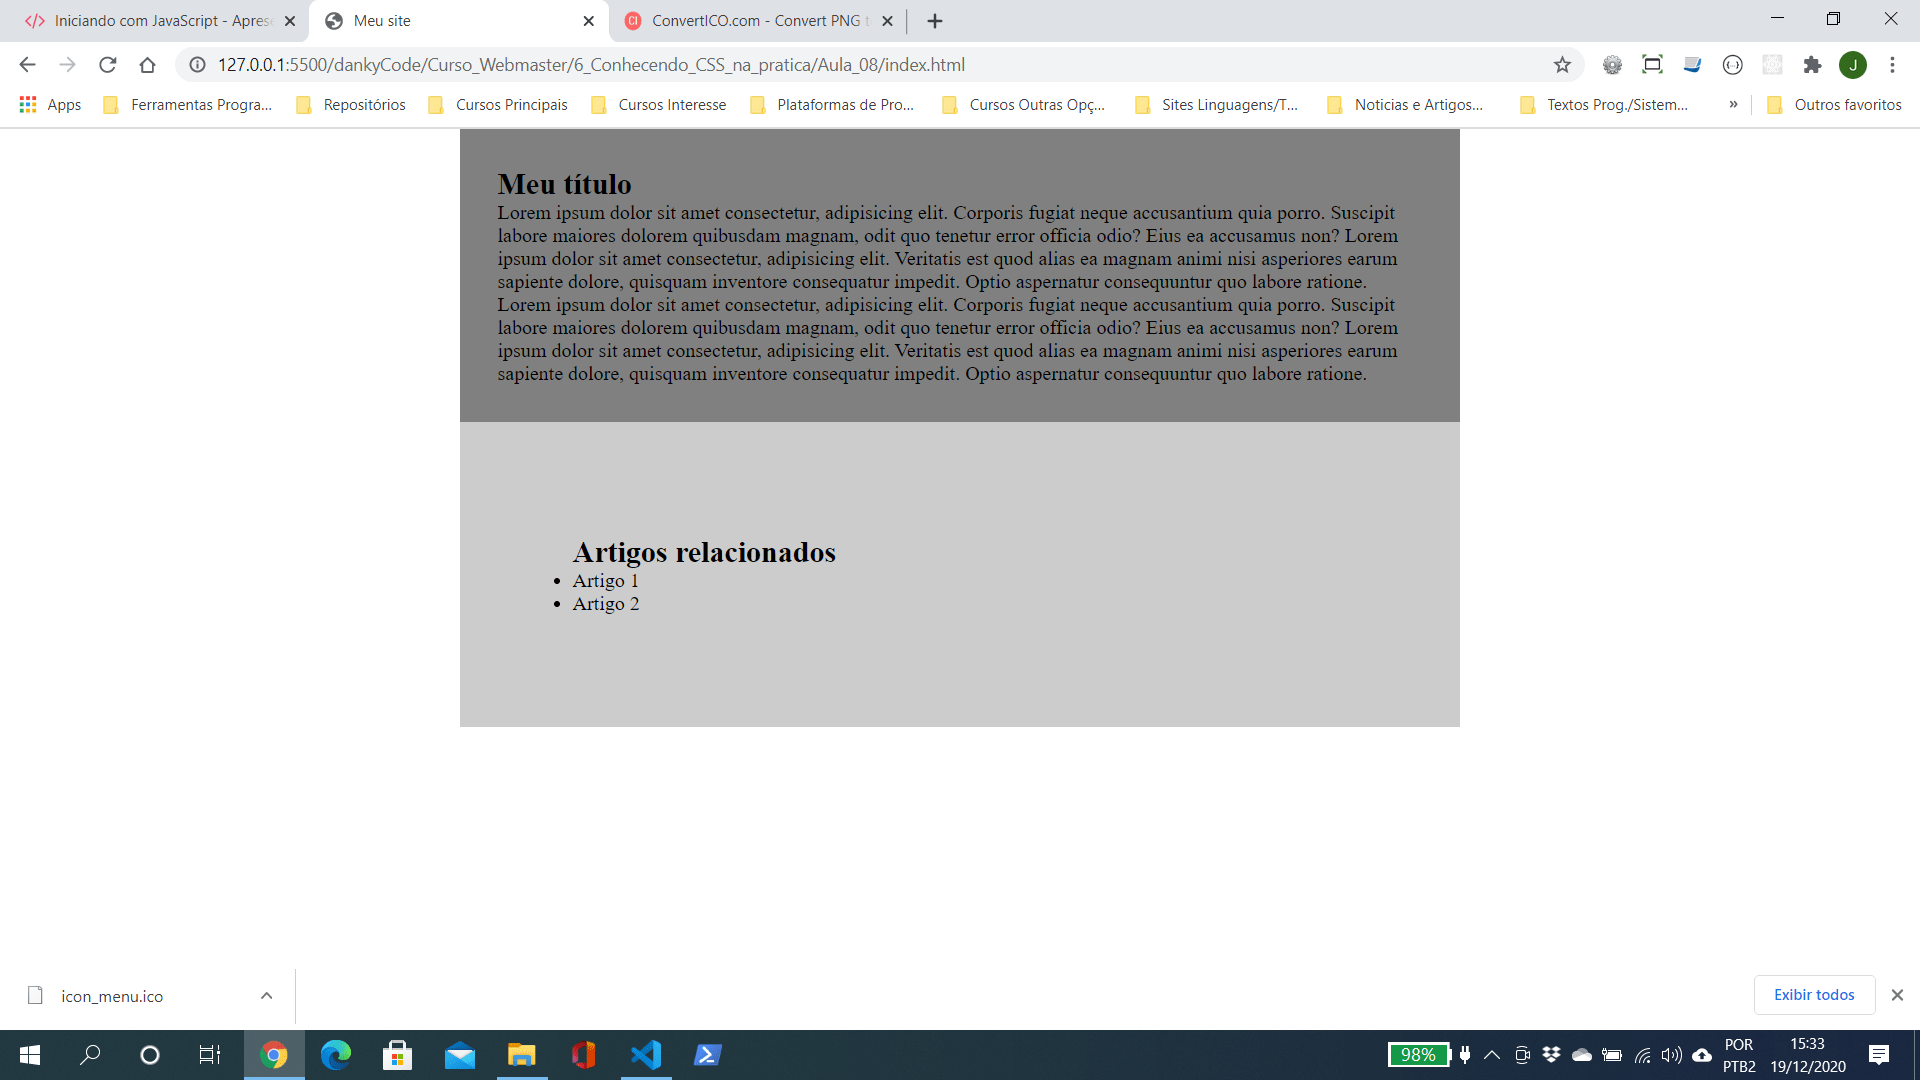 Iniciando com JavaScript - Aprese
Meu site
CI
ConvertICO.com - Convert PNG t
127.0.0.1:5500/dankyCode/Curso_Webmaster/6_Conhecendo_CSS_na_pratica/Aula_08/index.html
J
Apps
Ferramentas Progra...
Repositórios
Cursos Principais
Cursos Interesse
Plataformas de Pro...
Cursos Outras Opç...
Sites Linguagens/T...
Noticias e Artigos...
Textos Prog./Sistem...
»
Outros favoritos
Meu título
Lorem ipsum dolor sit amet consectetur, adipisicing elit. Corporis fugiat neque accusantium quia porro. Suscipit
labore maiores dolorem quibusdam magnam, odit quo tenetur error officia odio? Eius ea accusamus non? Lorem
ipsum dolor sit amet consectetur, adipisicing elit. Veritatis est quod alias ea magnam animi nisi asperiores earum
sapiente dolore, quisquam inventore consequatur impedit. Optio aspernatur consequuntur quo labore ratione.
Lorem ipsum dolor sit amet consectetur, adipisicing elit. Corporis fugiat neque accusantium quia porro. Suscipit
labore maiores dolorem quibusdam magnam, odit quo tenetur error officia odio? Eius ea accusamus non? Lorem
ipsum dolor sit amet consectetur, adipisicing elit. Veritatis est quod alias ea magnam animi nisi asperiores earum
sapiente dolore, quisquam inventore consequatur impedit. Optio aspernatur consequuntur quo labore ratione.
Artigos relacionados
• Artigo 1
• Artigo 2
icon_menu.ico
Exibir todos
98%
POR
PTB2
15:33
19/12/2020